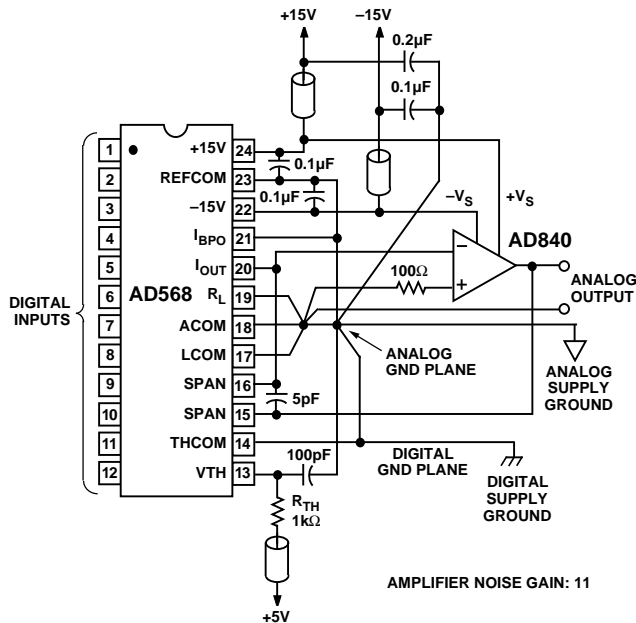 +15V
–15V
0.2µF
0.1µF
1
+15V
24
0.1µF
2
REFCOM
23
0.1µF
3
–15V
22
–VS
+VS
4
IBPO
21
AD840
5
IOUT
20
–
100Ω
+
ANALOG
OUTPUT
DIGITAL
INPUTS
6
AD568
RL
19
7
ACOM
18
8
LCOM
17
ANALOG
GND PLANE
ANALOG
SUPPLY
GROUND
9
SPAN
16
5pF
10
SPAN
15
11
THCOM
14
100pF
DIGITAL
GND PLANE
12
VTH
13
DIGITAL
SUPPLY
GROUND
RTH
1kΩ
+5V
AMPLIFIER NOISE GAIN: 11